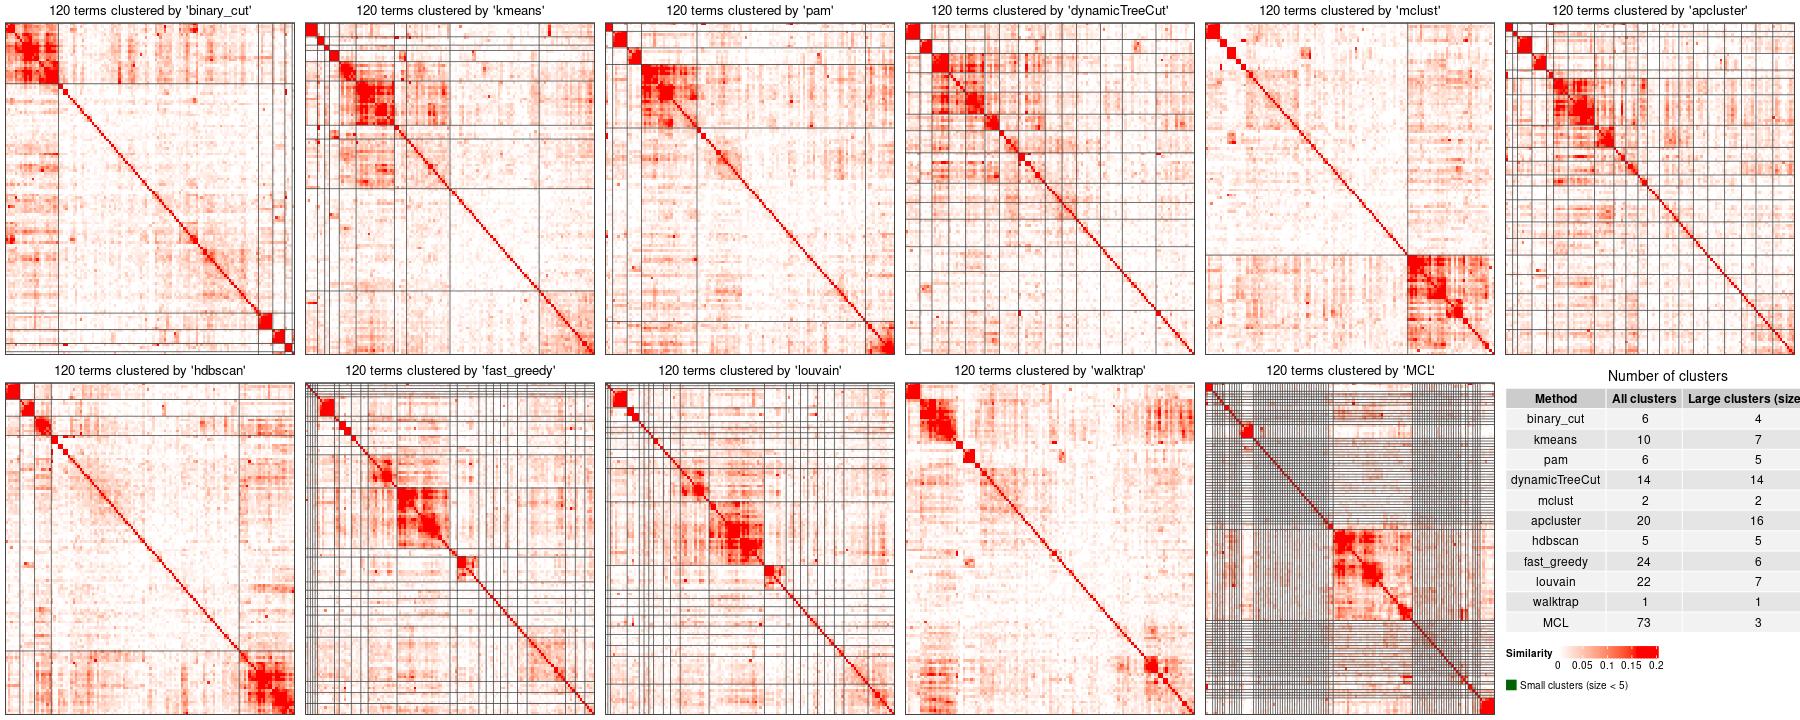 120 terms clustered by 'binary_cut'
120 terms clustered by 'kmeans'
120 terms clustered by 'pam'
120 terms clustered by 'dynamicTreeCut'
120 terms clustered by 'mclust'
120 terms clustered by 'apcluster'
120 terms clustered by 'hdbscan'
120 terms clustered by 'fast_greedy'
120 terms clustered by 'louvain'
120 terms clustered by 'walktrap'
120 terms clustered by 'MCL'
Number of clusters
Method All clusters Large clusters (size
binary_cut 6 4
kmeans 10 7
pam 6 5
dynamicTreeCut 14 14
mclust 2 2
apcluster 20 16
hdbscan 5 5
fast_greedy 24 6
louvain 22 7
walktrap 1 1
MCL 73 3
Similarity
0 0.05 0.1 0.15 0.2
Small clusters (size < 5)